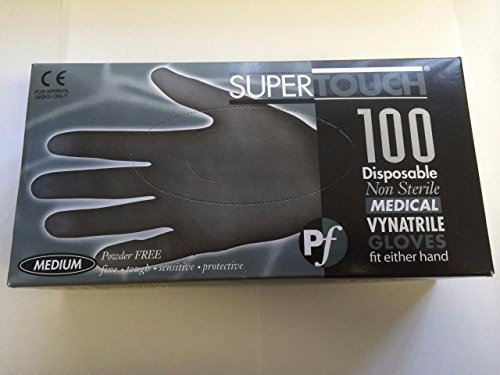 CE
FOR MINIMAL
RISKS ONLY
SUPERTOUCH®
100
Disposable
Non Sterile
MEDICAL
VYNATRILE
GLOVES
fit either hand
Pf
MEDIUM
Powder FREE
fine • tough • sensitive • protective